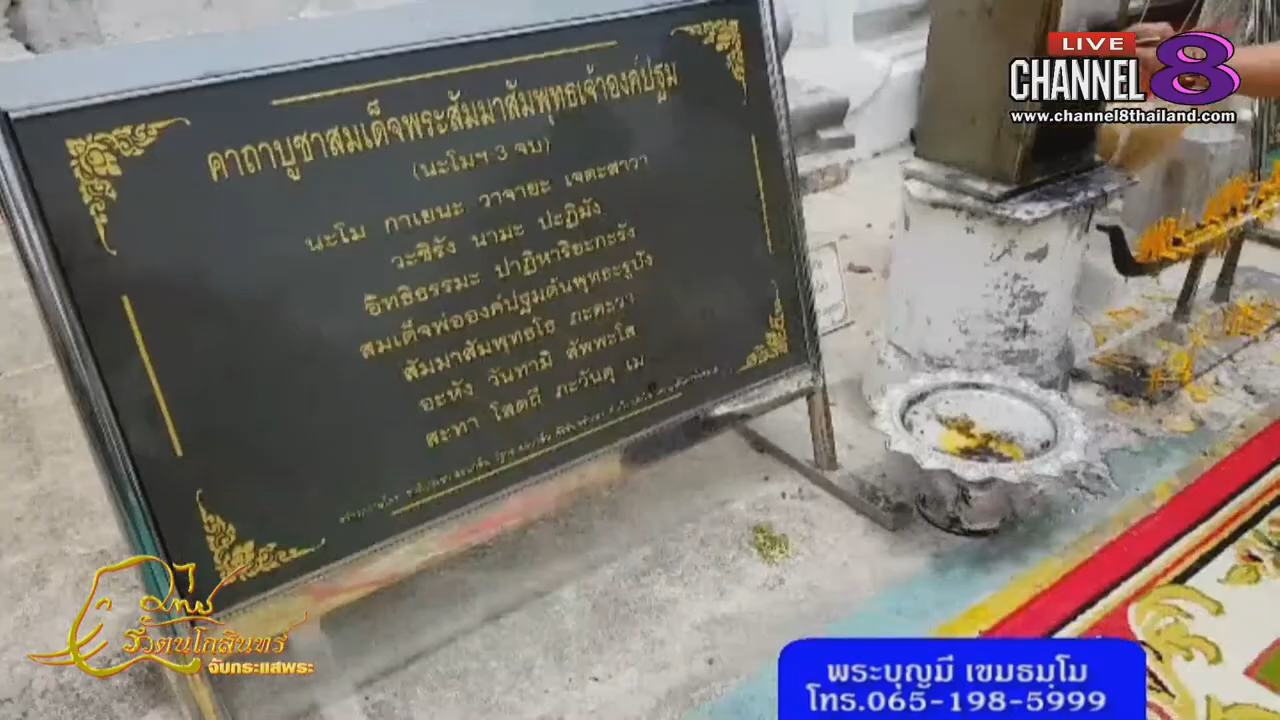 LIVE
CHANNEL 8
www.channel8thailand.com
คาถาบูชาสมเด็จพระสัมมาสัมพุทธเจ้าองค์ปฐม
(นะโมฯ 3 จบ)
นะโม กาเยนะ วาจายะ เจตะสาวา
วะชิรัง นามะ ปะฏิมัง
อิทธิธรรมะ ปาฏิหาริยะกะรัง
สมเด็จพ่อองค์ปฐมต้นพุทธะรูปัง
สัมมาสัมพุทโธ ภะคะวา
อะหัง วันทามิ สัพพะโส
สะทา โสตถี ภะวันตุ เม
รั้วรัตนโกสินทร์
จับกระแสพระ
พระบุญมี เขมธมฺโม
โทร.065-198-5999